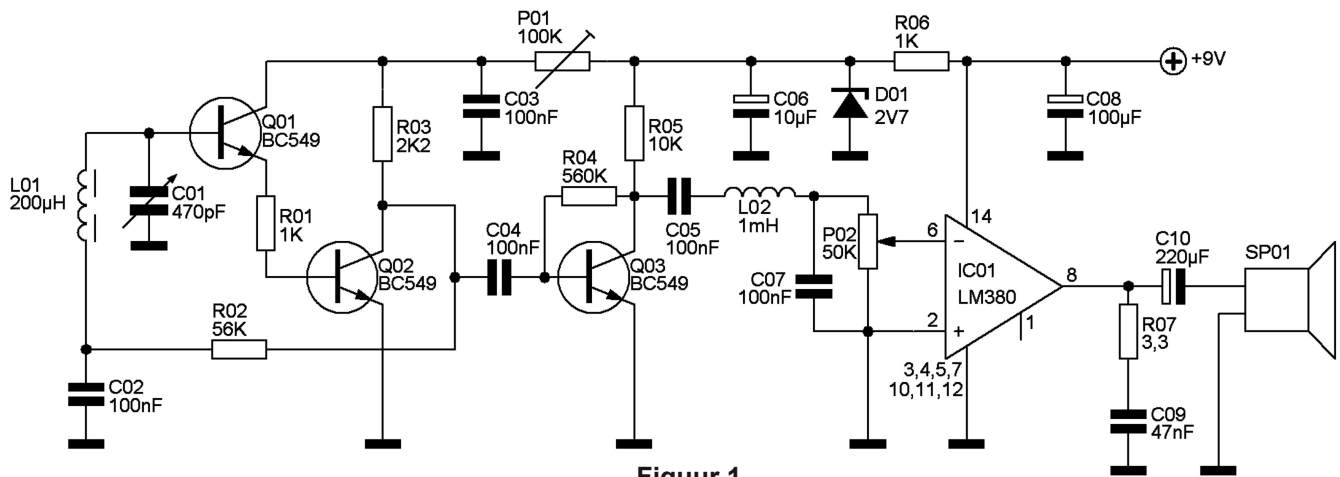 P01
100K
R06
1K
+9V
C03
100nF
C06
10µF
D01
2V7
C08
100µF
Q01
BC549
R03
2K2
R05
10K
R04
560K
L01
200µH
C01
470pF
R01
1K
C04
100nF
C05
100nF
L02
1mH
P02
50K
6
-
14
IC01
LM380
8
C10
220µF
SP01
Q02
BC549
Q03
BC549
C07
100nF
2
+
1
R07
3,3
R02
56K
3,4,5,7
10,11,12
C02
100nF
C09
47nF
Figuur 1